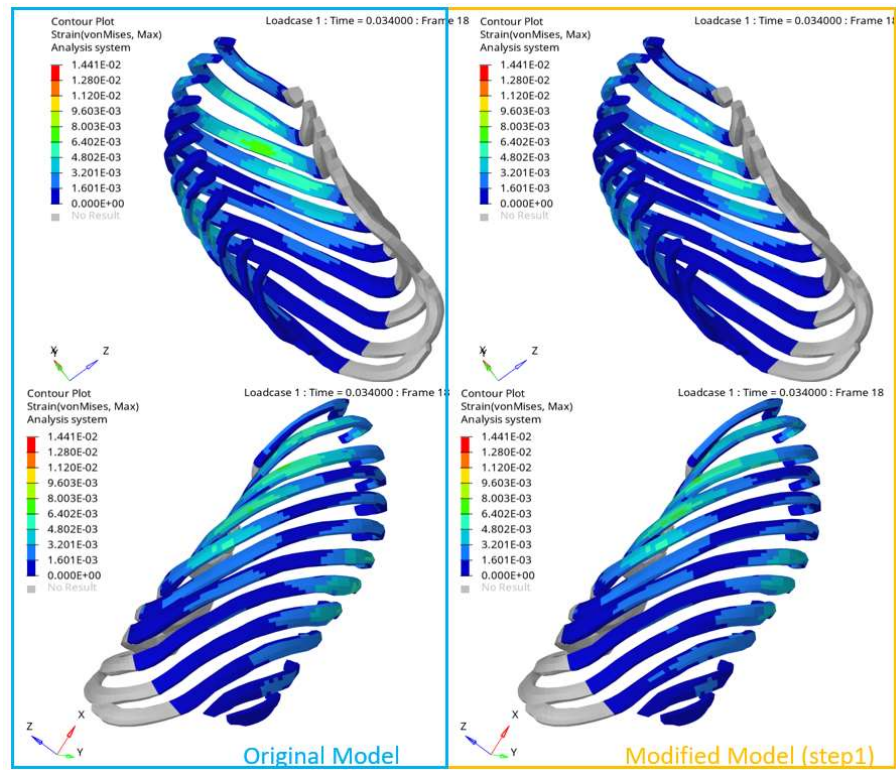 Contour Plot
Strain(vonMises, Max)
Analysis system
1.441E-02
1.280E-02
1.120E-02
9.603E-03
8.003E-03
6.402E-03
4.802E-03
3.201E-03
1.601E-03
0.000E+00
No Result
Loadcase 1 : Time = 0.034000 : Frame 18
X
Y
Z
Contour Plot
Strain(vonMises, Max)
Analysis system
1.441E-02
1.280E-02
1.120E-02
9.603E-03
8.003E-03
6.402E-03
4.802E-03
3.201E-03
1.601E-03
0.000E+00
No Result
Loadcase 1 : Time = 0.034000 : Frame 18
X
Y
Z
Contour Plot
Strain(vonMises, Max)
Analysis system
1.441E-02
1.280E-02
1.120E-02
9.603E-03
8.003E-03
6.402E-03
4.802E-03
3.201E-03
1.601E-03
0.000E+00
No Result
Loadcase 1 : Time = 0.034000 : Frame 18
Z
X
Y
Original Model
Contour Plot
Strain(vonMises, Max)
Analysis system
1.441E-02
1.280E-02
1.120E-02
9.603E-03
8.003E-03
6.402E-03
4.802E-03
3.201E-03
1.601E-03
0.000E+00
No Result
Loadcase 1 : Time = 0.034000 : Frame 18
Z
X
Y
Modified Model (step1)